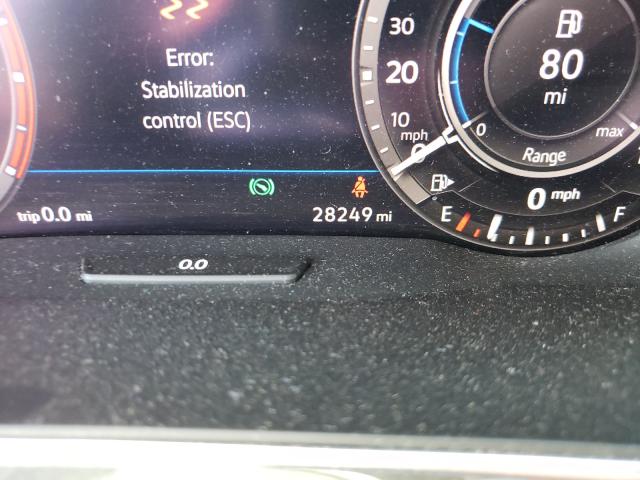 Error:
Stabilization
control (ESC)
trip 0.0 mi
28249 mi
0.0
30
20
10
mph
0
80
mi
0
max
Range
0 mph
E
F